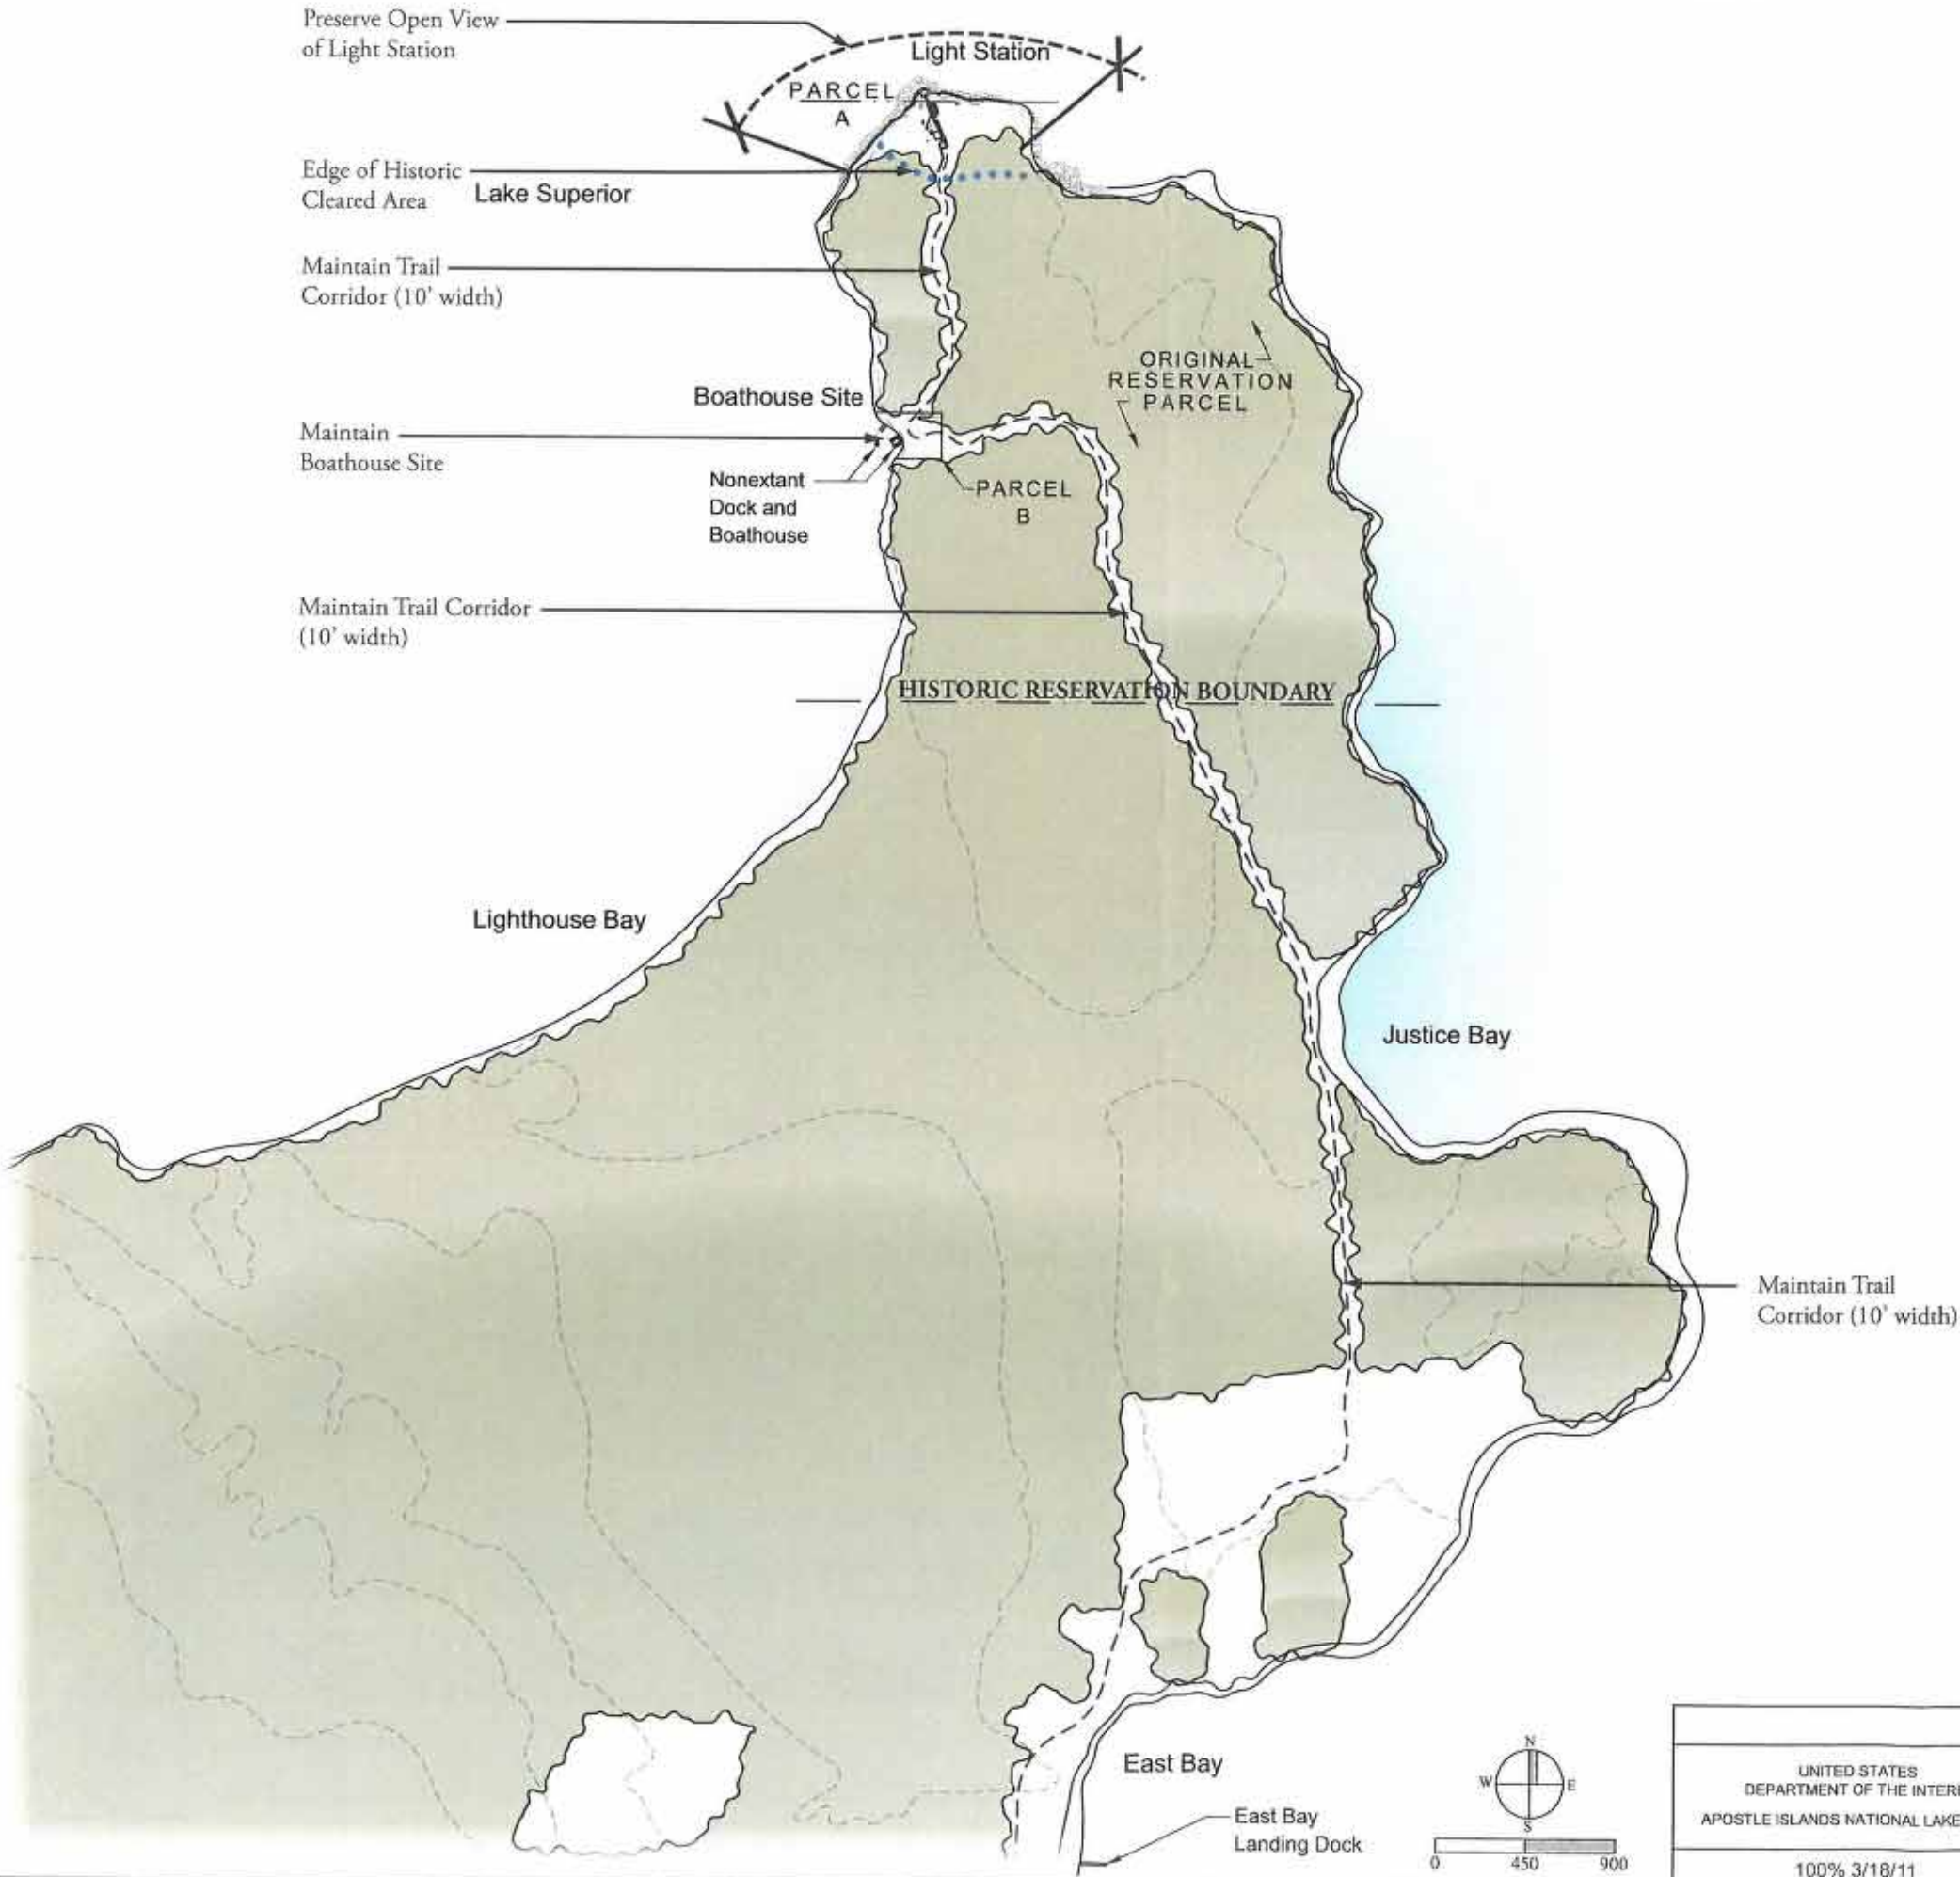 Preserve Open View
of Light Station
Light Station
PARCEL
A
Edge of Historic
Cleared Area
Lake Superior
Maintain Trail
Corridor (10' width)
ORIGINAL
RESERVATION
PARCEL
Boathouse Site
Maintain
Boathouse Site
Nonextant
Dock and
Boathouse
PARCEL
B
Maintain Trail Corridor
(10' width)
HISTORIC RESERVATION BOUNDARY
Lighthouse Bay
Justice Bay
Maintain Trail
Corridor (10' width)
East Bay
East Bay
Landing Dock
N
W
E
S
0 450 900
UNITED STATES
DEPARTMENT OF THE INTERI
APOSTLE ISLANDS NATIONAL LAKE
100% 3/18/11